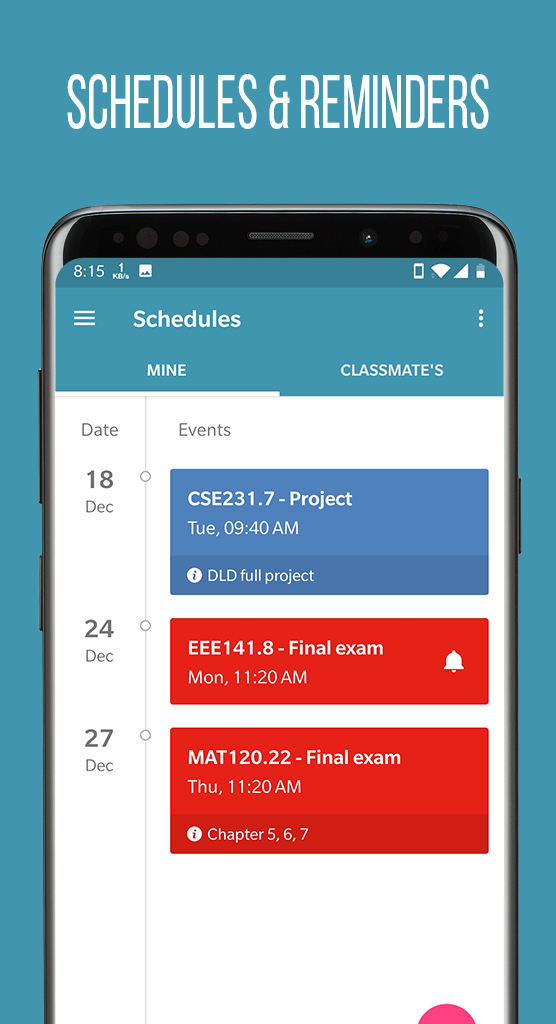 SCHEDULES & REMINDERS
8:15 1 KB/s
Schedules
MINE CLASSMATE'S
Date Events
18 Dec
CSE231.7 - Project
Tue, 09:40 AM
DLD full project
24 Dec
EEE141.8 - Final exam
Mon, 11:20 AM
27 Dec
MAT120.22 - Final exam
Thu, 11:20 AM
Chapter 5, 6, 7